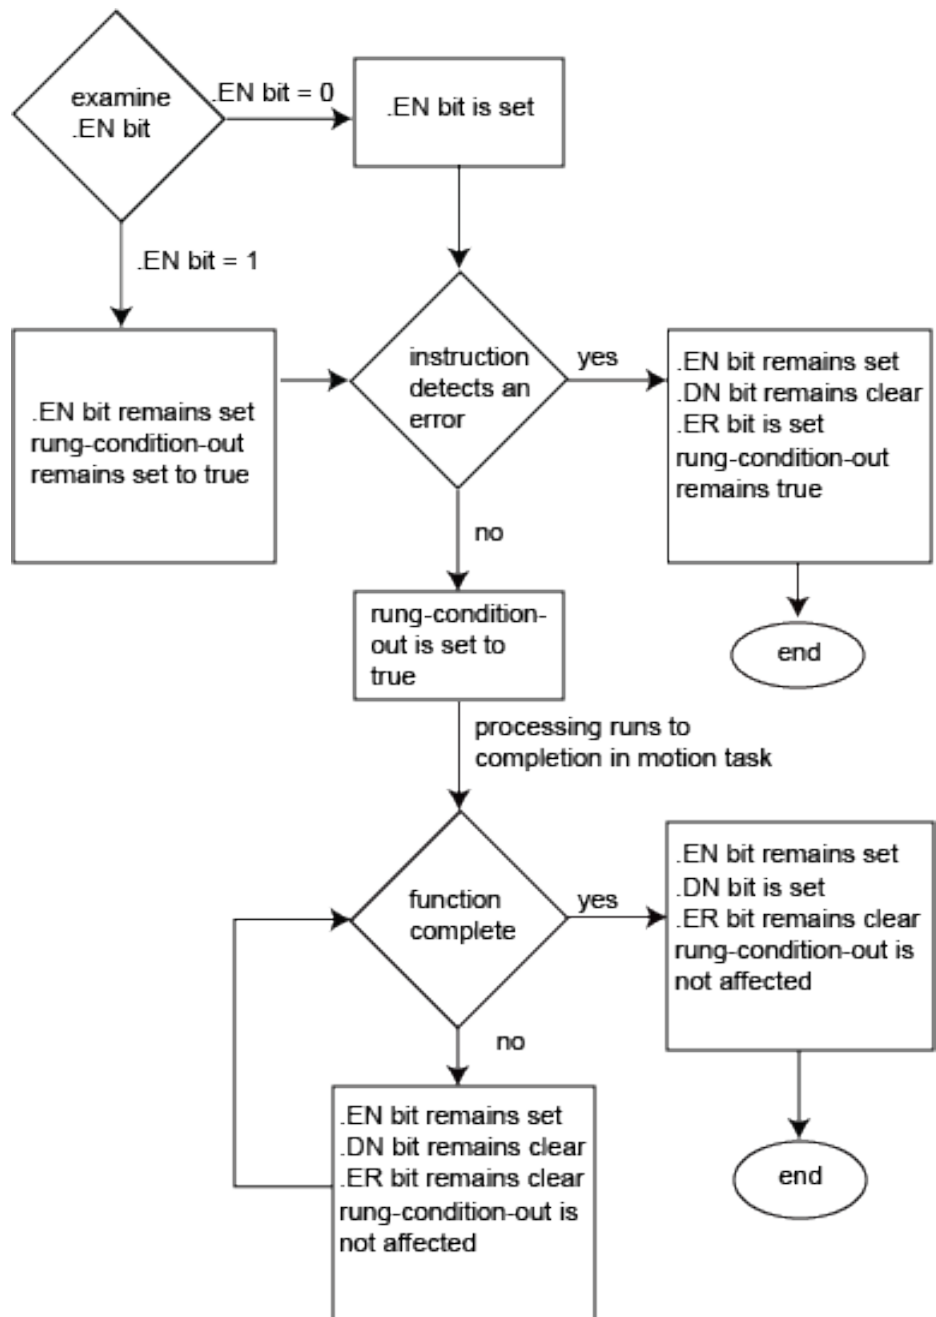 examine
.EN bit
.EN bit = 0
.EN bit is set
.EN bit = 1
.EN bit remains set
rung-condition-out
remains set to true
instruction
detects an
error
yes
.EN bit remains set
.DN bit remains clear
.ER bit is set
rung-condition-out
remains true
no
end
rung-condition-
out is set to
true
processing runs to
completion in motion task
function
complete
yes
.EN bit remains set
.DN bit is set
.ER bit remains clear
rung-condition-out is
not affected
no
end
.EN bit remains set
.DN bit remains clear
.ER bit remains clear
rung-condition-out is
not affected